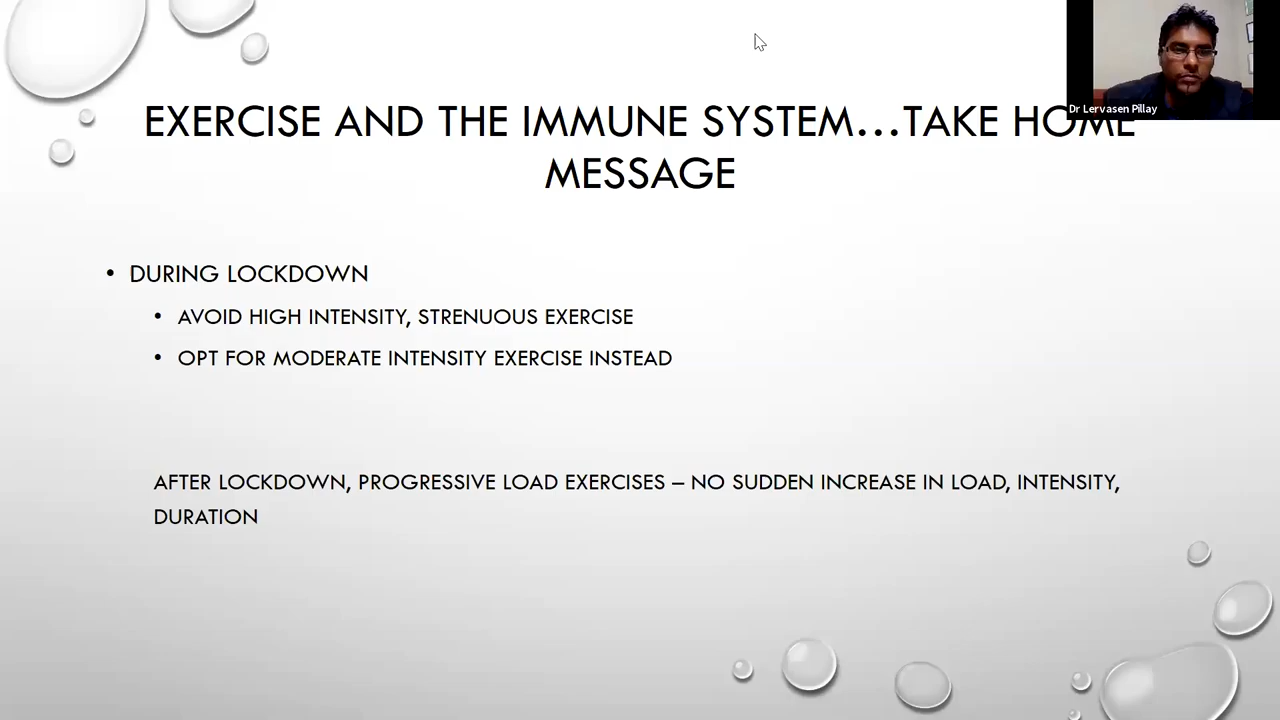 Dr Lervasen Pillay
EXERCISE AND THE IMMUNE SYSTEM...TAKE HOME
MESSAGE
• DURING LOCKDOWN
• AVOID HIGH INTENSITY, STRENUOUS EXERCISE
• OPT FOR MODERATE INTENSITY EXERCISE INSTEAD
AFTER LOCKDOWN, PROGRESSIVE LOAD EXERCISES – NO SUDDEN INCREASE IN LOAD, INTENSITY,
DURATION